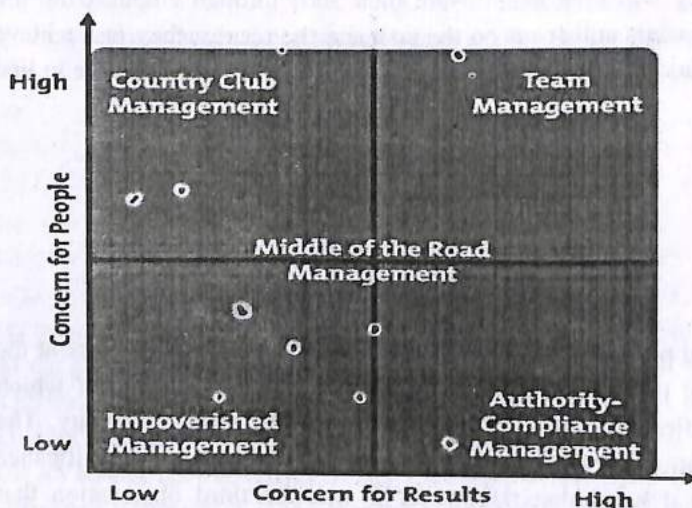 High
Country Club
Management
Team
Management
Concern for People
Middle of the Road
Management
Impoverished
Management
Authority-
Compliance
Management
Low
Low
Concern for Results
High